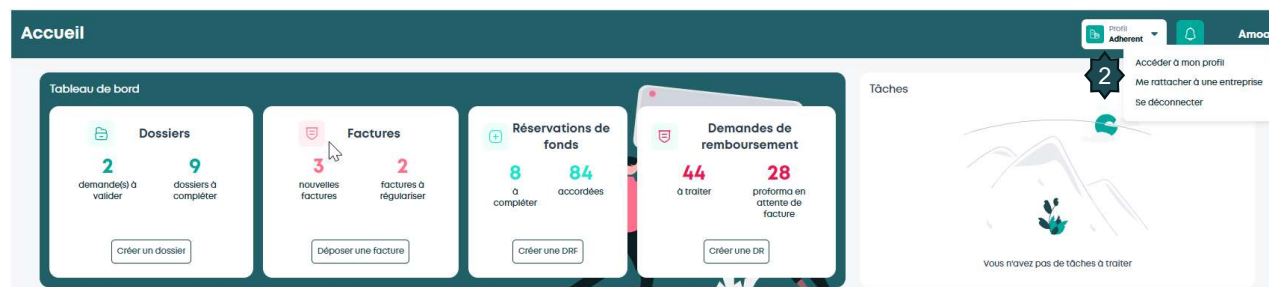 Accueil
Profil
Adherent
Amoa
2
Accéder à mon profil
Me rattacher à une entreprise
Se déconnecter
Tableau de bord
Dossiers
2
9
demande(s) à
valider
dossiers à
compléter
Créer un dossier
Factures
3
2
nouvelles
factures
factures à
régulariser
Déposer une facture
Réservations de
fonds
8
84
à
compléter
accordées
Créer une DRF
Demandes de
remboursement
44
28
à traiter
proforma en
attente de
facture
Créer une DR
Tâches
Vous n'avez pas de tâches à traiter